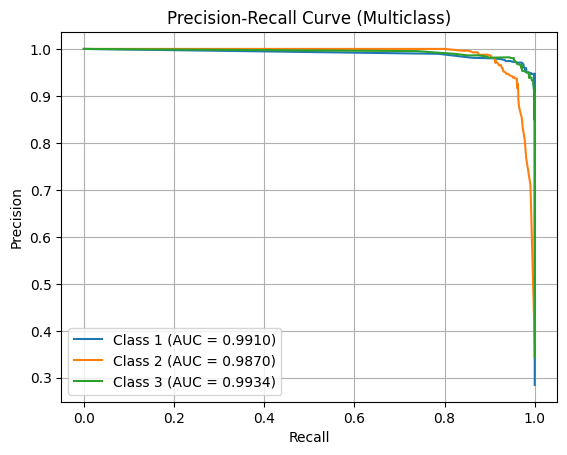 Precision-Recall Curve (Multiclass)
1.0
0.9
0.8
0.7
0.6
0.5
0.4
0.3
Precision
Class 1 (AUC = 0.9910)
Class 2 (AUC = 0.9870)
Class 3 (AUC = 0.9934)
0.0 0.2 0.4 0.6 0.8 1.0
Recall